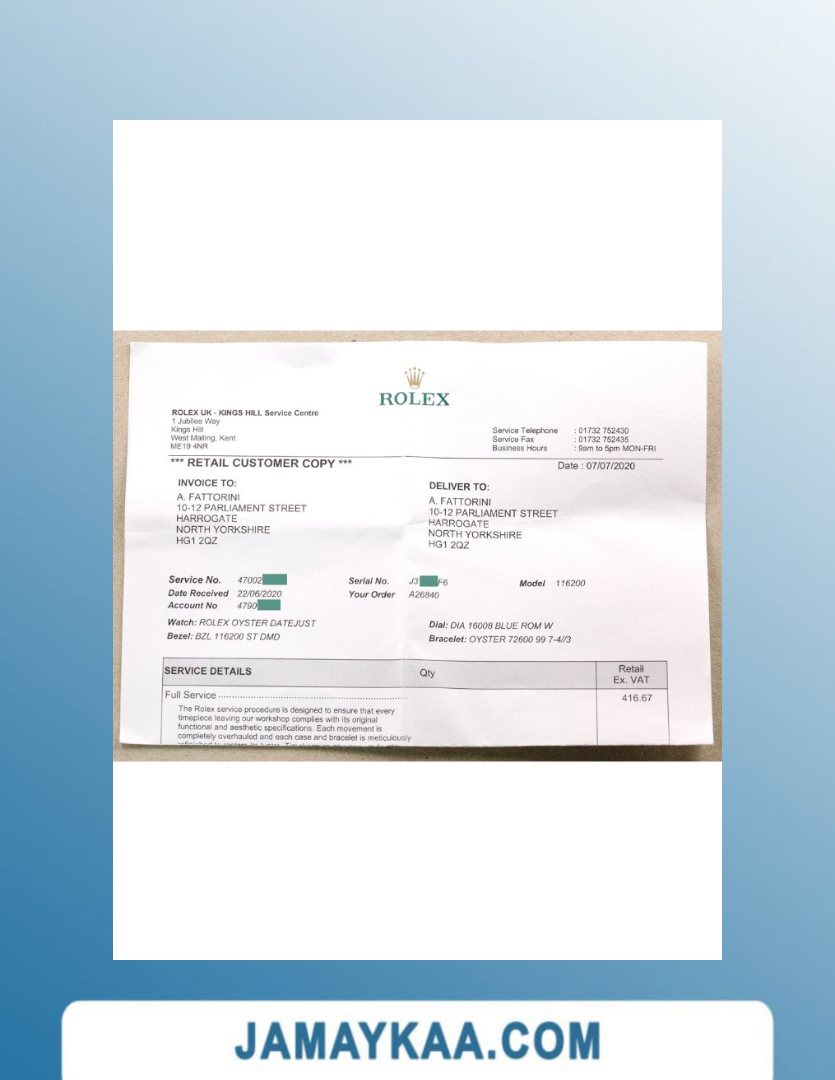 ROLEX
ROLEX UK - KINGS HILL Service Centre
1 Jubilee Way
Kings Hill
West Malling, Kent
ME19 4NR
Service Telephone : 01732 752430
Service Fax : 01732 752435
Business Hours : 9am to 5pm MON-FRI
*** RETAIL CUSTOMER COPY ***
Date : 07/07/2020
INVOICE TO:
A. FATTORINI
10-12 PARLIAMENT STREET
HARROGATE
NORTH YORKSHIRE
HG1 2QZ
DELIVER TO:
A. FATTORINI
10-12 PARLIAMENT STREET
HARROGATE
NORTH YORKSHIRE
HG1 2QZ
Service No. 47002
Serial No. J3 F6
Model 116200
Date Received 22/06/2020
Your Order A26840
Account No 4790
Watch: ROLEX OYSTER DATEJUST
Dial: DIA 16008 BLUE ROM W
Bezel: BZL 116200 ST DMD
Bracelet: OYSTER 72600 99 7-4//3
SERVICE DETAILS Qty Retail
Ex. VAT
Full Service 416.67
The Rolex service procedure is designed to ensure that every
timepiece leaving our workshop complies with its original
functional and aesthetic specifications. Each movement is
completely overhauled and each case and bracelet is meticulously
JAMAYKAA.COM